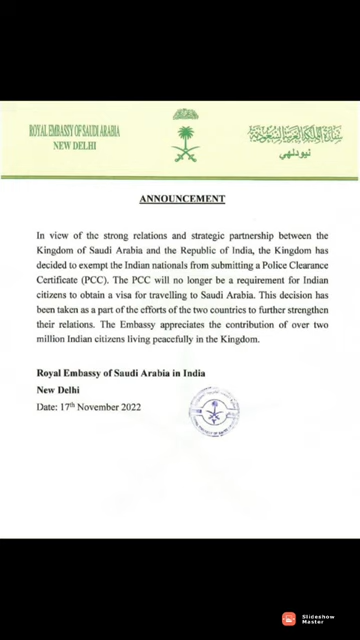 ROYAL EMBASSY OF SAUDI ARABIA
NEW DELHI
سفارة المملكة العربية السعودية
نيودلهي
ANNOUNCEMENT
In view of the strong relations and strategic partnership between the
Kingdom of Saudi Arabia and the Republic of India, the Kingdom has
decided to exempt the Indian nationals from submitting a Police Clearance
Certificate (PCC). The PCC will no longer be a requirement for Indian
citizens to obtain a visa for travelling to Saudi Arabia. This decision has
been taken as a part of the efforts of the two countries to further strengthen
their relations. The Embassy appreciates the contribution of over two
million Indian citizens living peacefully in the Kingdom.
Royal Embassy of Saudi Arabia in India
New Delhi
Date: 17th November 2022
Slideshow
Master